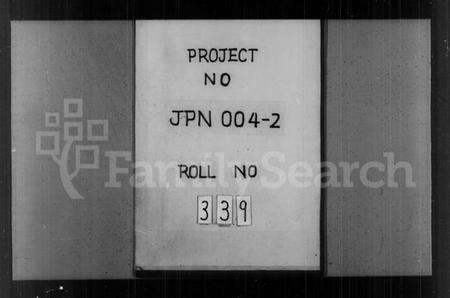 PROJECT
NO
JPN 004-2
FamilySearch
ROLL NO
339